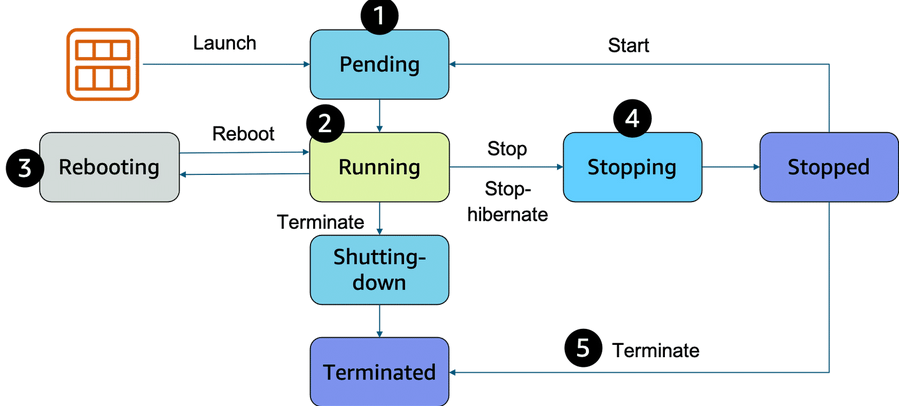 1
Launch
Start
Pending
2
4
Reboot
3
Rebooting
Running
Stop
Stop-
hibernate
Stopping
Stopped
Terminate
Shutting-
down
5
Terminate
Terminated